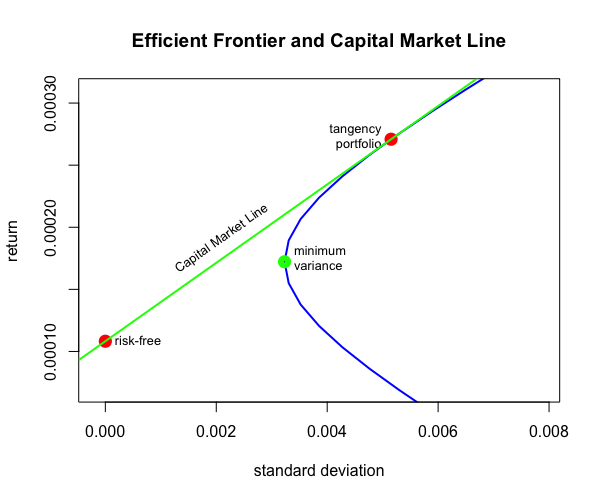 Efficient Frontier and Capital Market Line
return
0.00030
0.00020
0.00010
tangency
portfolio
Capital Market Line
minimum
variance
risk-free
0.000
0.002
0.004
0.006
0.008
standard deviation